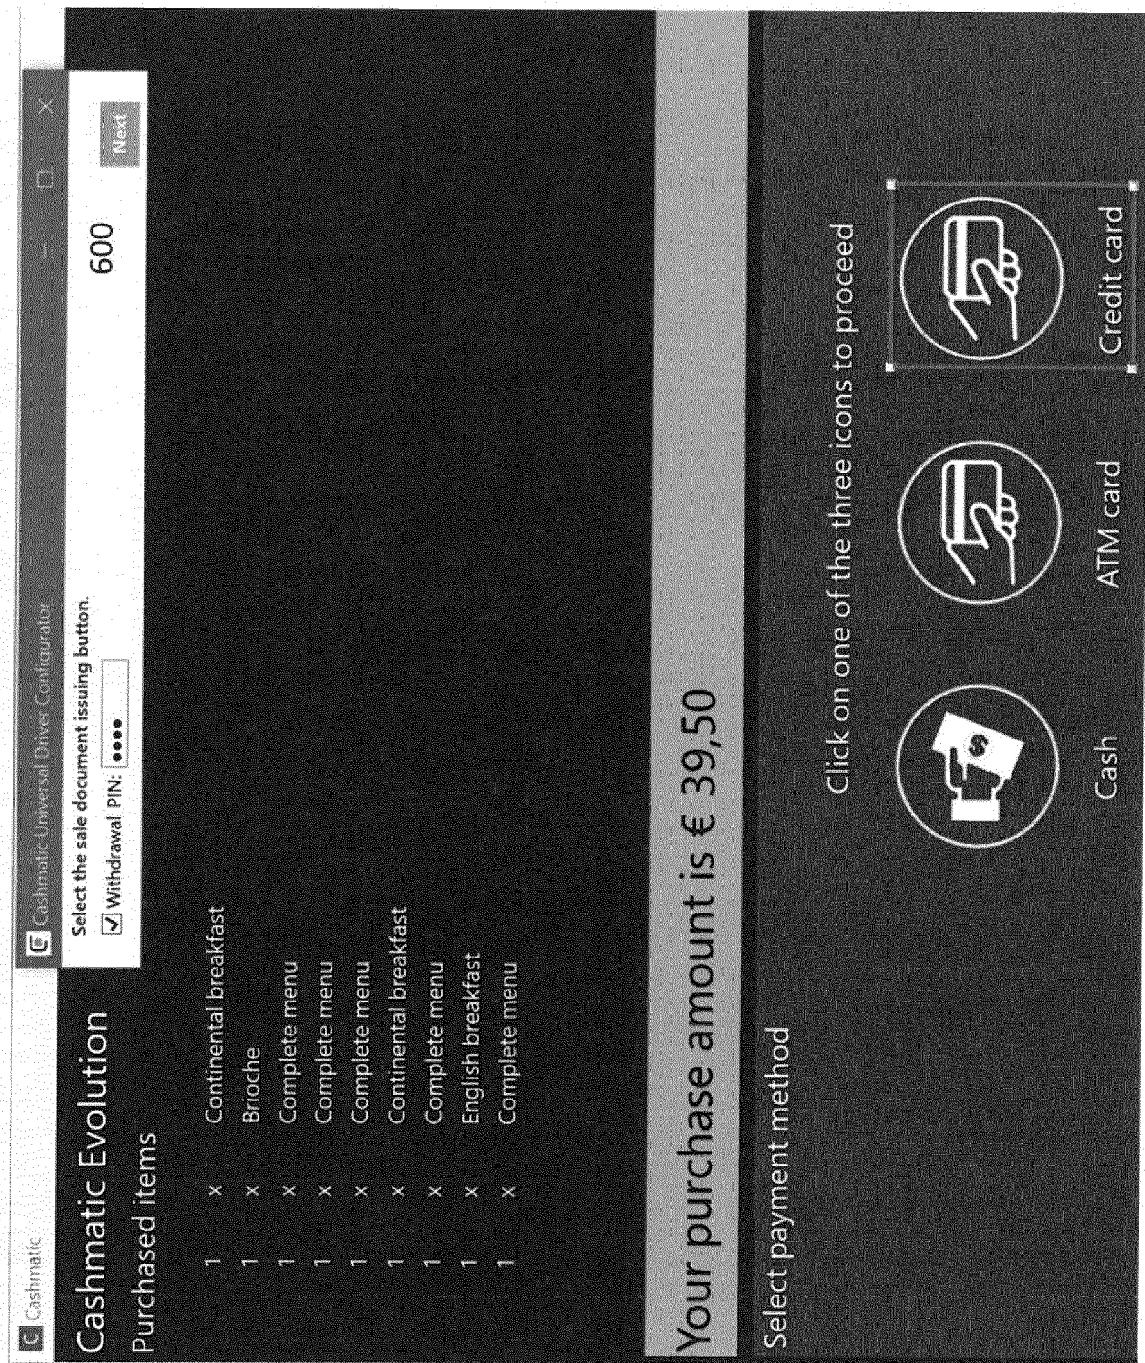 C Cashmatic
Cashmatic Universal Driver Configurator
Select the sale document issuing button.
Withdrawal PIN: ●●●●
600
Next
Cashmatic Evolution
Purchased items
1 x Continental breakfast
1 x Brioche
1 x Complete menu
1 x Complete menu
1 x Complete menu
1 x Continental breakfast
1 x Complete menu
1 x English breakfast
1 x Complete menu
Your purchase amount is € 39,50
Select payment method
Click on one of the three icons to proceed
$
Cash
ATM card
Credit card